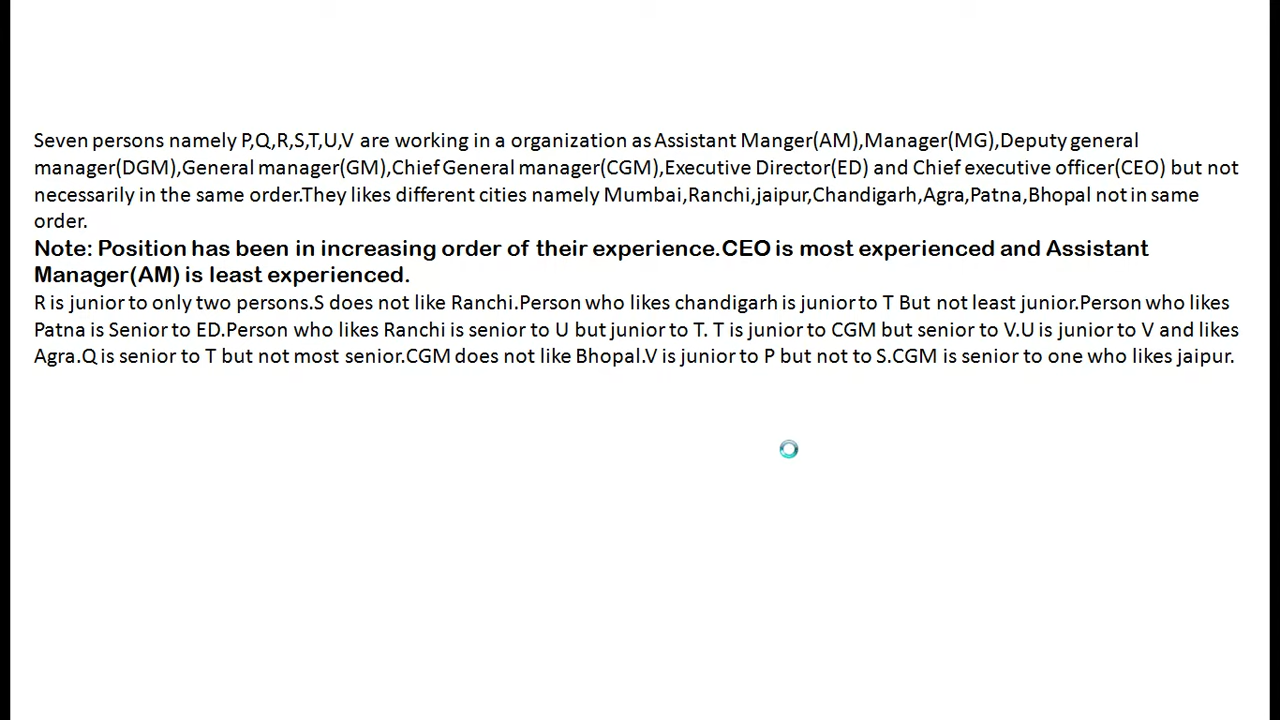 Seven persons namely P,Q,R,S,T,U,V are working in a organization as Assistant Manger(AM),Manager(MG),Deputy general
manager(DGM),General manager(GM),Chief General manager(CGM),Executive Director(ED) and Chief executive officer(CEO) but not
necessarily in the same order.They likes different cities namely Mumbai,Ranchi,jaipur,Chandigarh,Agra,Patna,Bhopal not in same
order.
Note: Position has been in increasing order of their experience.CEO is most experienced and Assistant
Manager(AM) is least experienced.
R is junior to only two persons.S does not like Ranchi.Person who likes chandigarh is junior to T But not least junior.Person who likes
Patna is Senior to ED.Person who likes Ranchi is senior to U but junior to T. T is junior to CGM but senior to V.U is junior to V and likes
Agra.Q is senior to T but not most senior.CGM does not like Bhopal.V is junior to P but not to S.CGM is senior to one who likes jaipur.